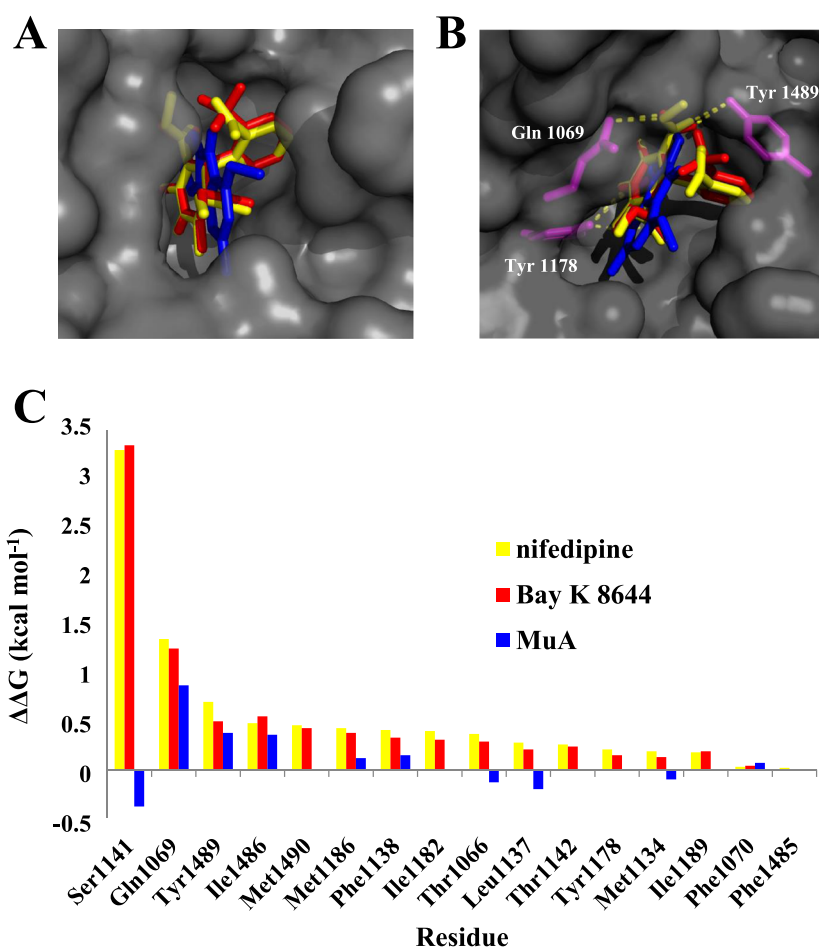 A
B
Tyr 1489
Gln 1069
Tyr 1178
C
3.5
3
2.5
2
1.5
1
0.5
0
-0.5
ΔΔG (kcal mol-1)
nifedipine
Bay K 8644
MuA
Ser1141
Gln1069
Tyr1489
Ile1486
Met1490
Met1186
Phe1138
Ile1182
Thr1066
Leu1137
Thr1142
Tyr1178
Met1134
Ile1189
Phe1070
Phe1485
Residue